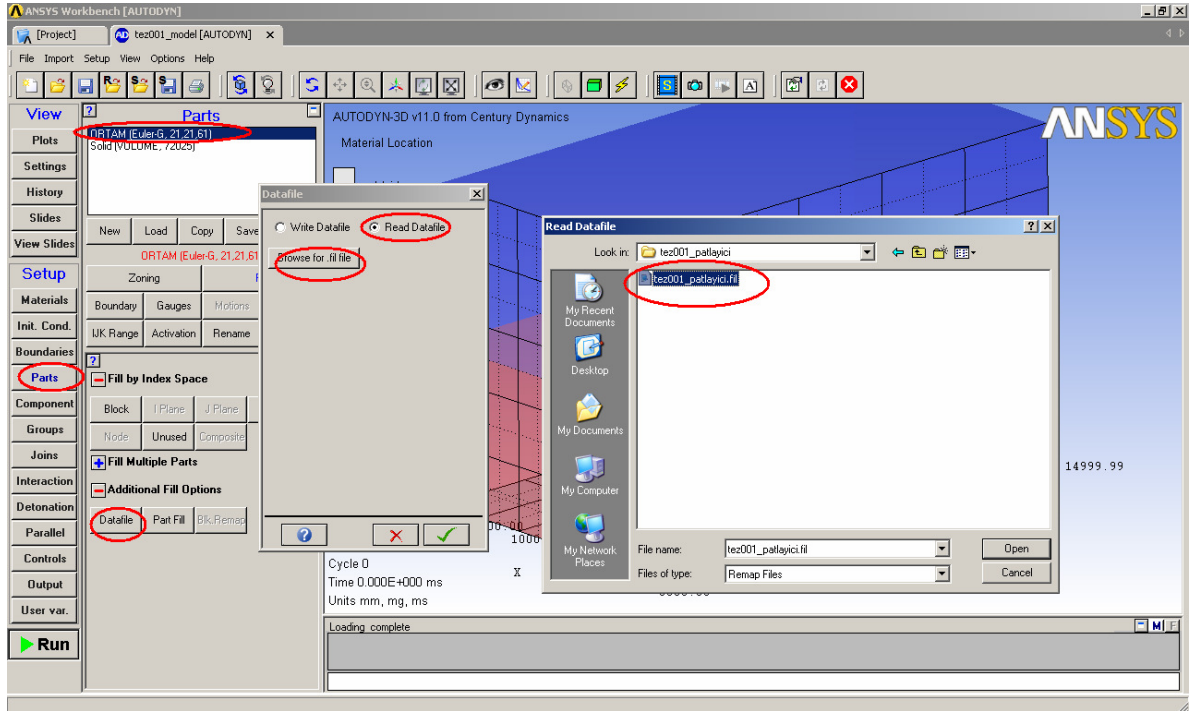 ANSYS Workbench [AUTODYN]
[Project]
tez001_model [AUTODYN]
File Import Setup View Options Help
View
Plots
Settings
History
Slides
View Slides
Setup
Materials
Init. Cond.
Boundaries
Parts
Component
Groups
Joins
Interaction
Detonation
Parallel
Controls
Output
User var.
Run
Parts
ORTAM (Euler-G, 21,21,61)
Solid (VOLUME, 72025)
New Load Copy Save
ORTAM (Euler-G, 21,21,61
Zoning
Boundary Gauges Motions
IJK Range Activation Rename
Fill by Index Space
Block I Plane J Plane
Node Unused Composite
Fill Multiple Parts
Additional Fill Options
Datafile Part Fill Blk.Remap
Datafile
Write Datafile Read Datafile
Browse for .fil file
AUTODYN-3D v11.0 from Century Dynamics
Material Location
ANSYS
Read Datafile
Look in: tez001_patlayici
tez001_patlayici.fil
My Recent Documents
Desktop
My Documents
My Computer
My Network Places
File name: tez001_patlayici.fil Open
Files of type: Remap Files Cancel
14999.99
1000
X
Cycle 0
Time 0.000E+000 ms
Units mm, mg, ms
Loading complete
M F